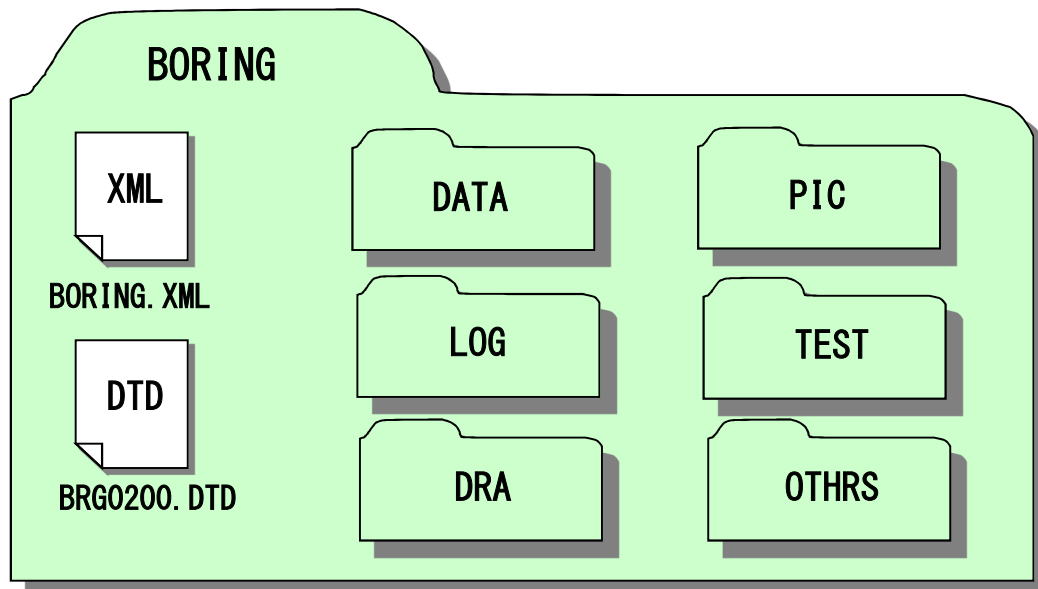 BORING
XML
BORING.XML
DTD
BRG0200.DTD
DATA
PIC
LOG
TEST
DRA
OTHRS